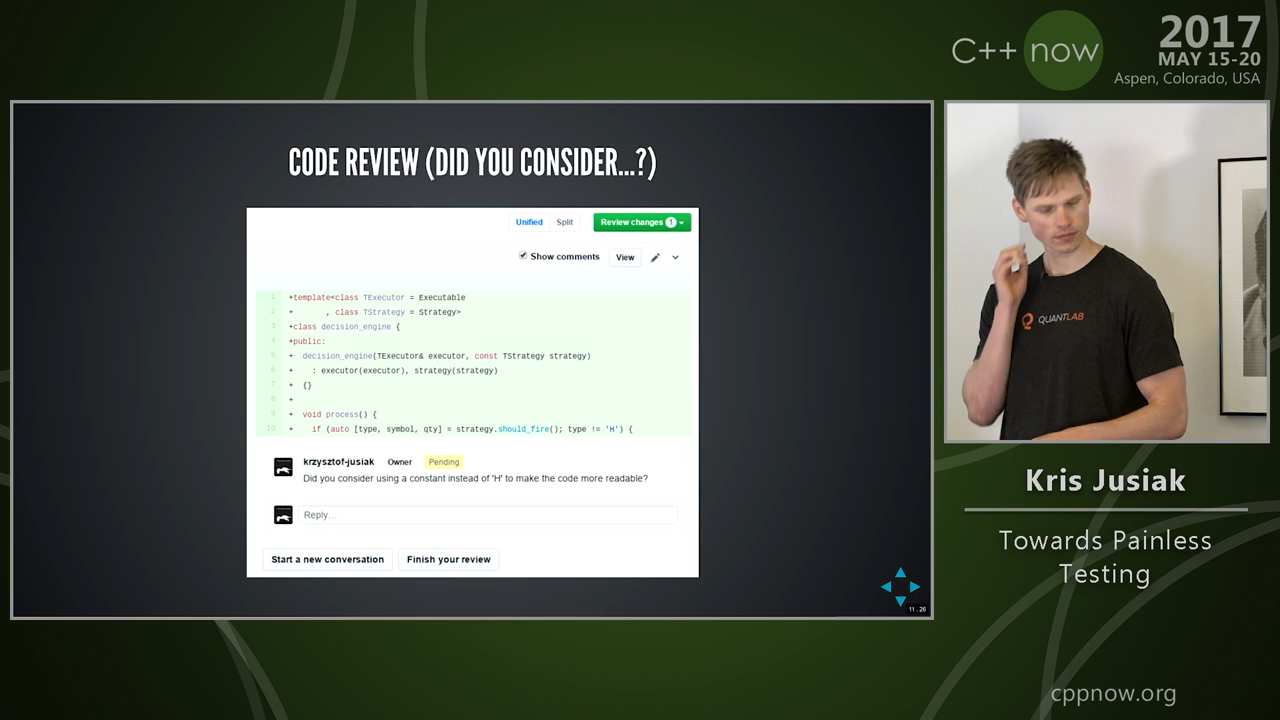 C++ now
2017
MAY 15-20
Aspen, Colorado, USA
CODE REVIEW (DID YOU CONSIDER...?)
Unified Split Review changes 1
Show comments View
1 +template<class TExecutor = Executable
2 + , class TStrategy = Strategy>
3 +class decision_engine {
4 +public:
5 + decision_engine(TExecutor& executor, const TStrategy strategy)
6 + : executor(executor), strategy(strategy)
7 + {}
8 +
9 + void process() {
10 + if (auto [type, symbol, qty] = strategy.should_fire(); type != 'H') {
krzysztof-jusiak Owner Pending
Did you consider using a constant instead of 'H' to make the code more readable?
Reply...
Start a new conversation Finish your review
11.26
QUANTLAB
Kris Jusiak
Towards Painless
Testing
cppnow.org